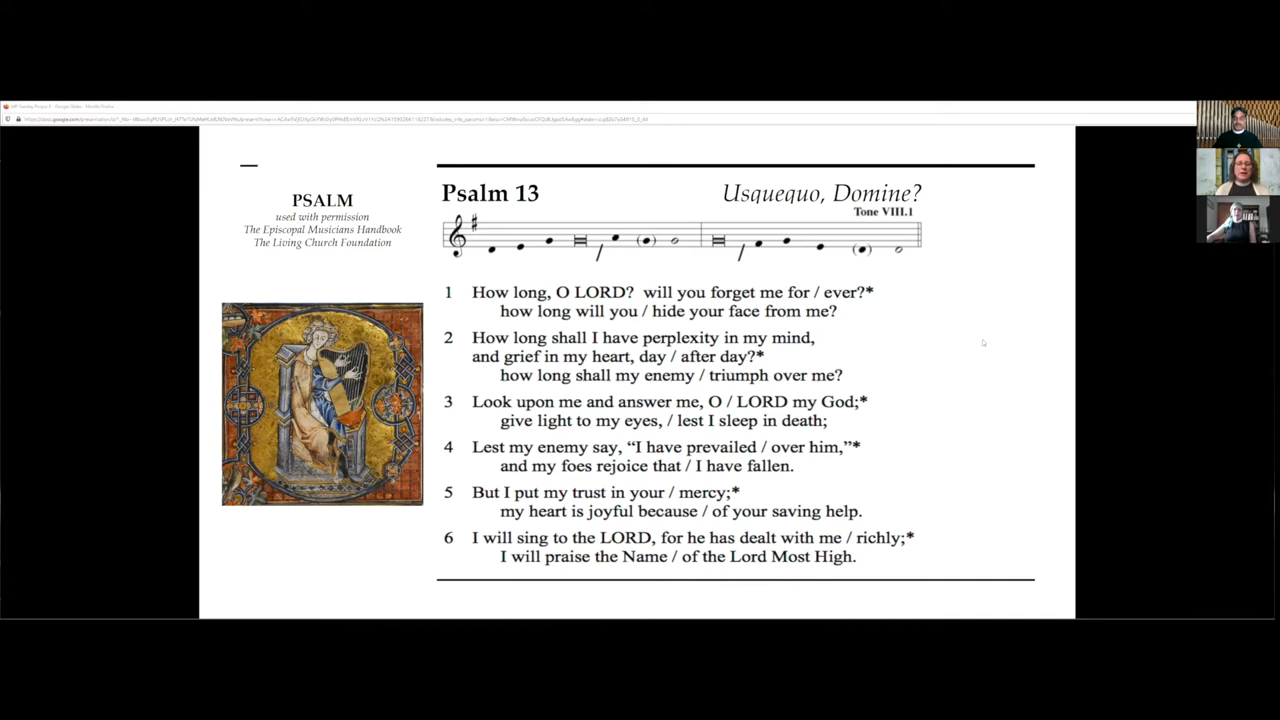 PSALM
used with permission
The Episcopal Musicians Handbook
The Living Church Foundation
Psalm 13
Usquequo, Domine?
Tone VIII.1
1 How long, O LORD? will you forget me for / ever?*
how long will you / hide your face from me?
2 How long shall I have perplexity in my mind,
and grief in my heart, day / after day?*
how long shall my enemy / triumph over me?
3 Look upon me and answer me, O / LORD my God;*
give light to my eyes, / lest I sleep in death;
4 Lest my enemy say, “I have prevailed / over him,”*
and my foes rejoice that / I have fallen.
5 But I put my trust in your / mercy;*
my heart is joyful because / of your saving help.
6 I will sing to the LORD, for he has dealt with me / richly;*
I will praise the Name / of the Lord Most High.